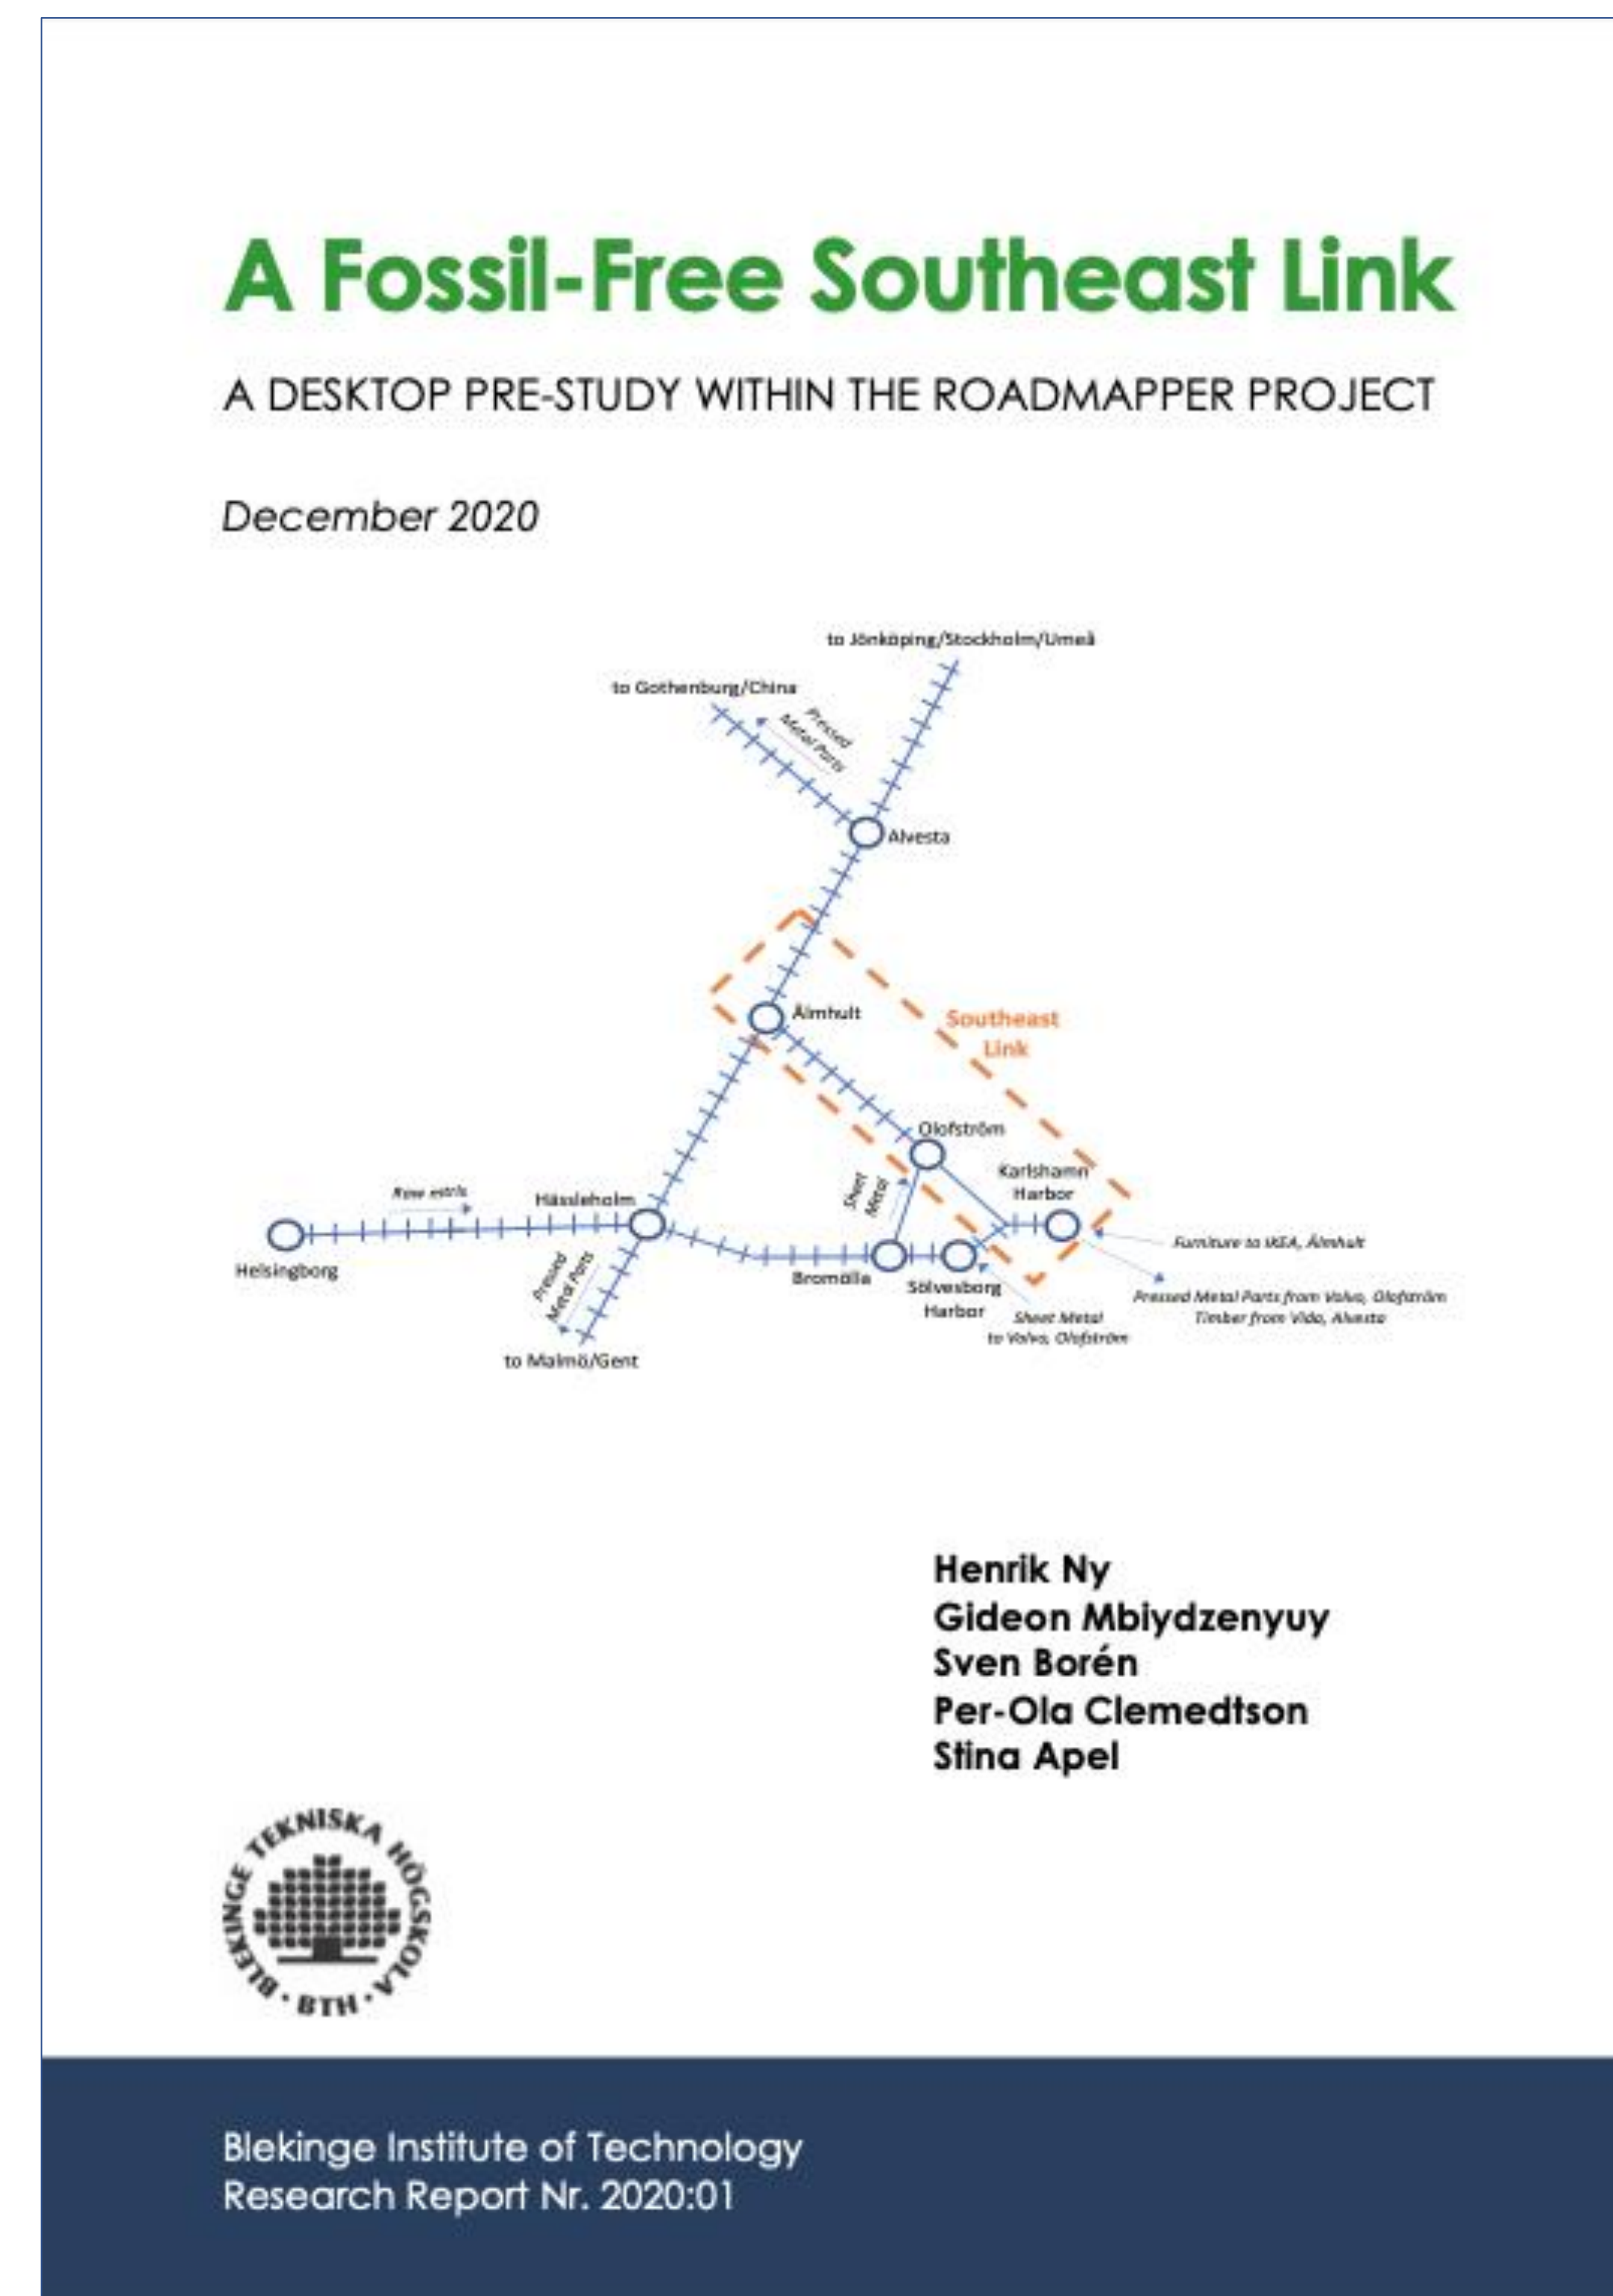 A Fossil-Free Southeast Link
A DESKTOP PRE-STUDY WITHIN THE ROADMAPPER PROJECT
December 2020
to Jönköping/Stockholm/Umeå
to Gothenburg/China
Pressed
Metal Parts
Alvesta
Älmhult
Southeast
Link
Olofström
Karlshamn
Harbor
Sheet
Metal
Raw
Hässleholm
Helsingborg
Pressed
Metal Parts
Bromölla
Sölvesborg
Harbor
Furniture to IKEA, Älmhult
Pressed Metal Parts from Volvo, Olofström
Timber from Vida, Alvesta
Sheet Metal
to Volvo, Olofström
to Malmö/Gent
Henrik Ny
Gideon Mbiydzenyuy
Sven Borén
Per-Ola Clemedtson
Stina Apel
BLEKINGE TEKNISKA HÖGSKOLA
· BTH ·
Blekinge Institute of Technology
Research Report Nr. 2020:01